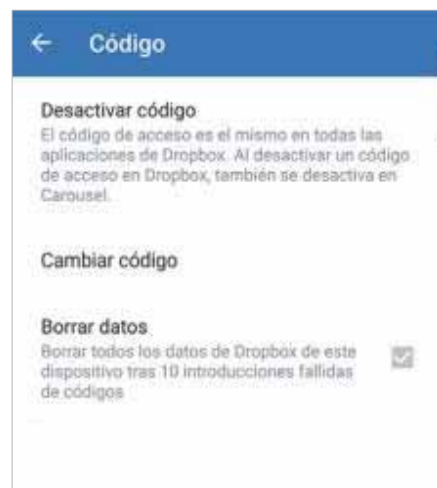 Código
Desactivar código
El código de acceso es el mismo en todas las
aplicaciones de Dropbox. Al desactivar un código
de acceso en Dropbox, también se desactiva en
Carousel.
Cambiar código
Borrar datos
Borrar todos los datos de Dropbox de este
dispositivo tras 10 introducciones fallidas
de códigos